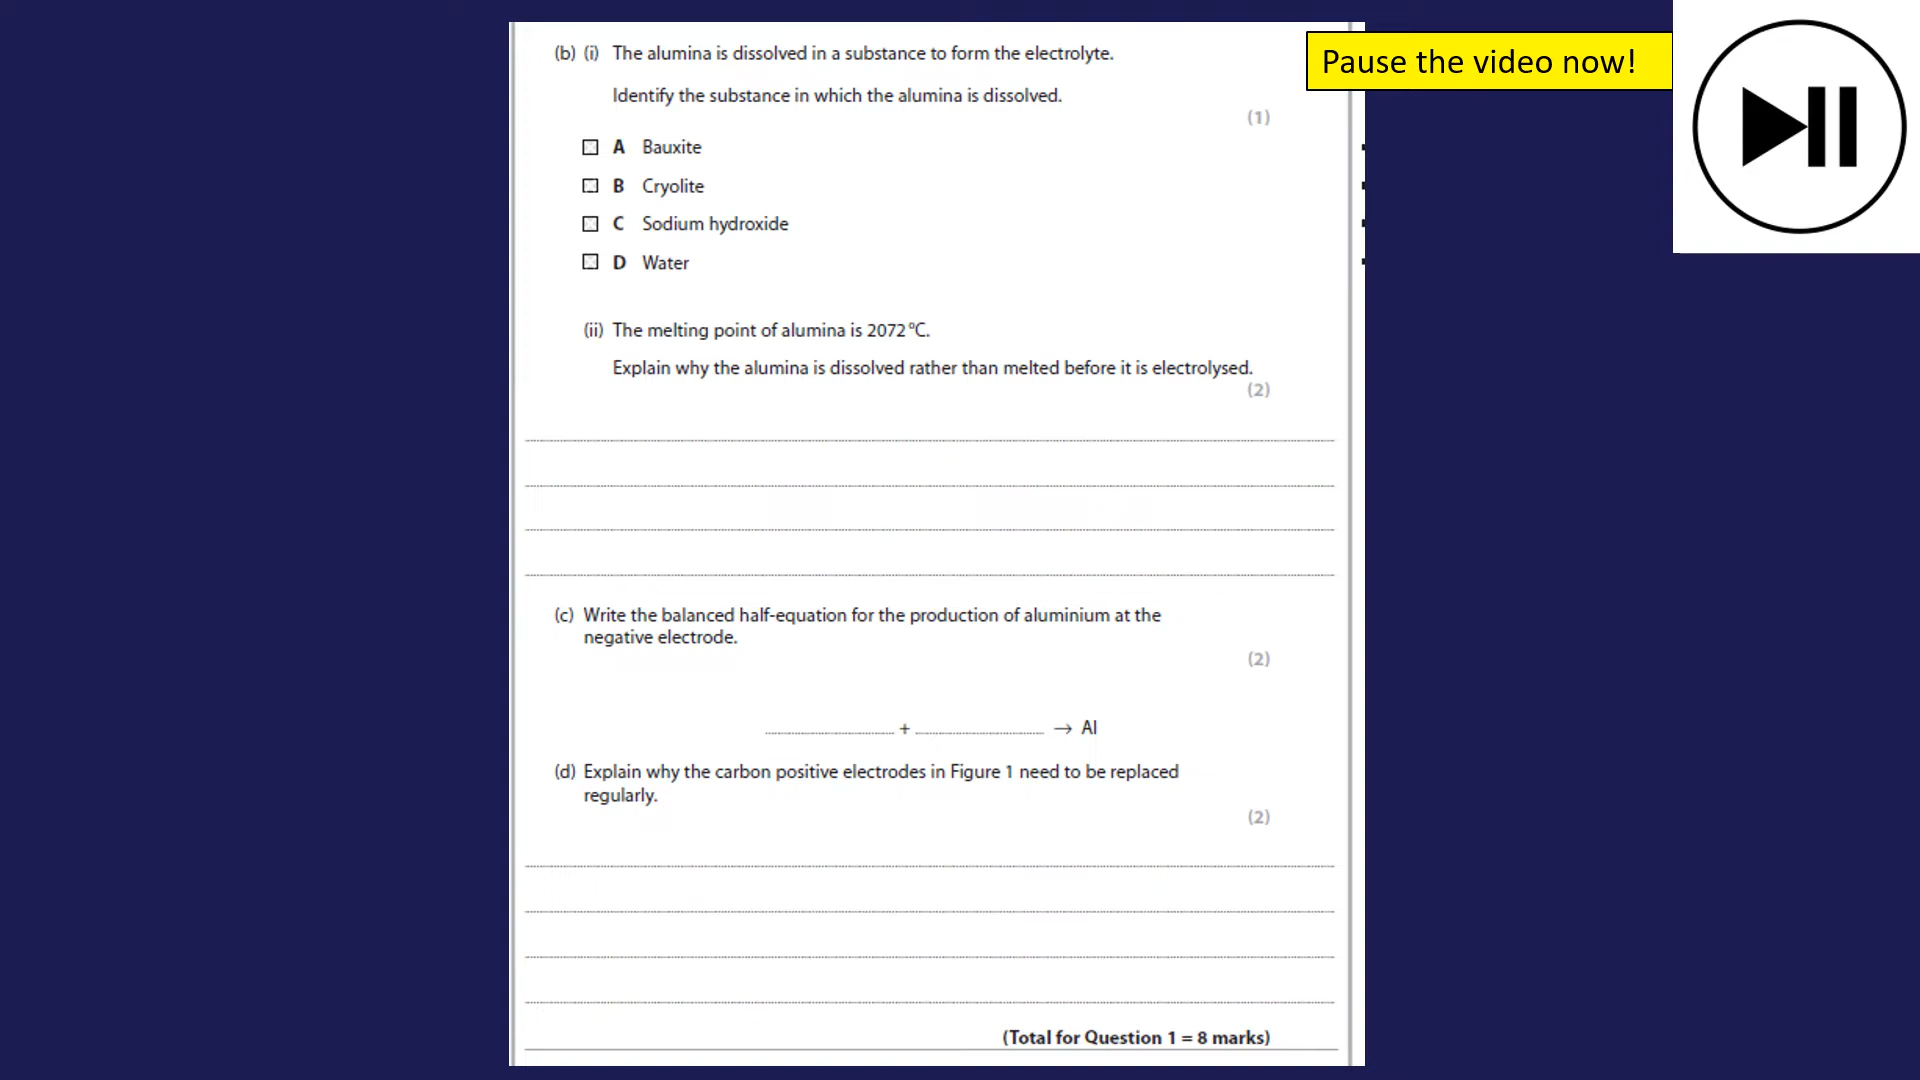 Pause the video now!
(b) (i) The alumina is dissolved in a substance to form the electrolyte.
Identify the substance in which the alumina is dissolved.
(1)
A Bauxite
B Cryolite
C Sodium hydroxide
D Water
(ii) The melting point of alumina is 2072 °C.
Explain why the alumina is dissolved rather than melted before it is electrolysed.
(2)
(c) Write the balanced half-equation for the production of aluminium at the
negative electrode.
(2)
.............................. + .............................. → Al
(d) Explain why the carbon positive electrodes in Figure 1 need to be replaced
regularly.
(2)
(Total for Question 1 = 8 marks)